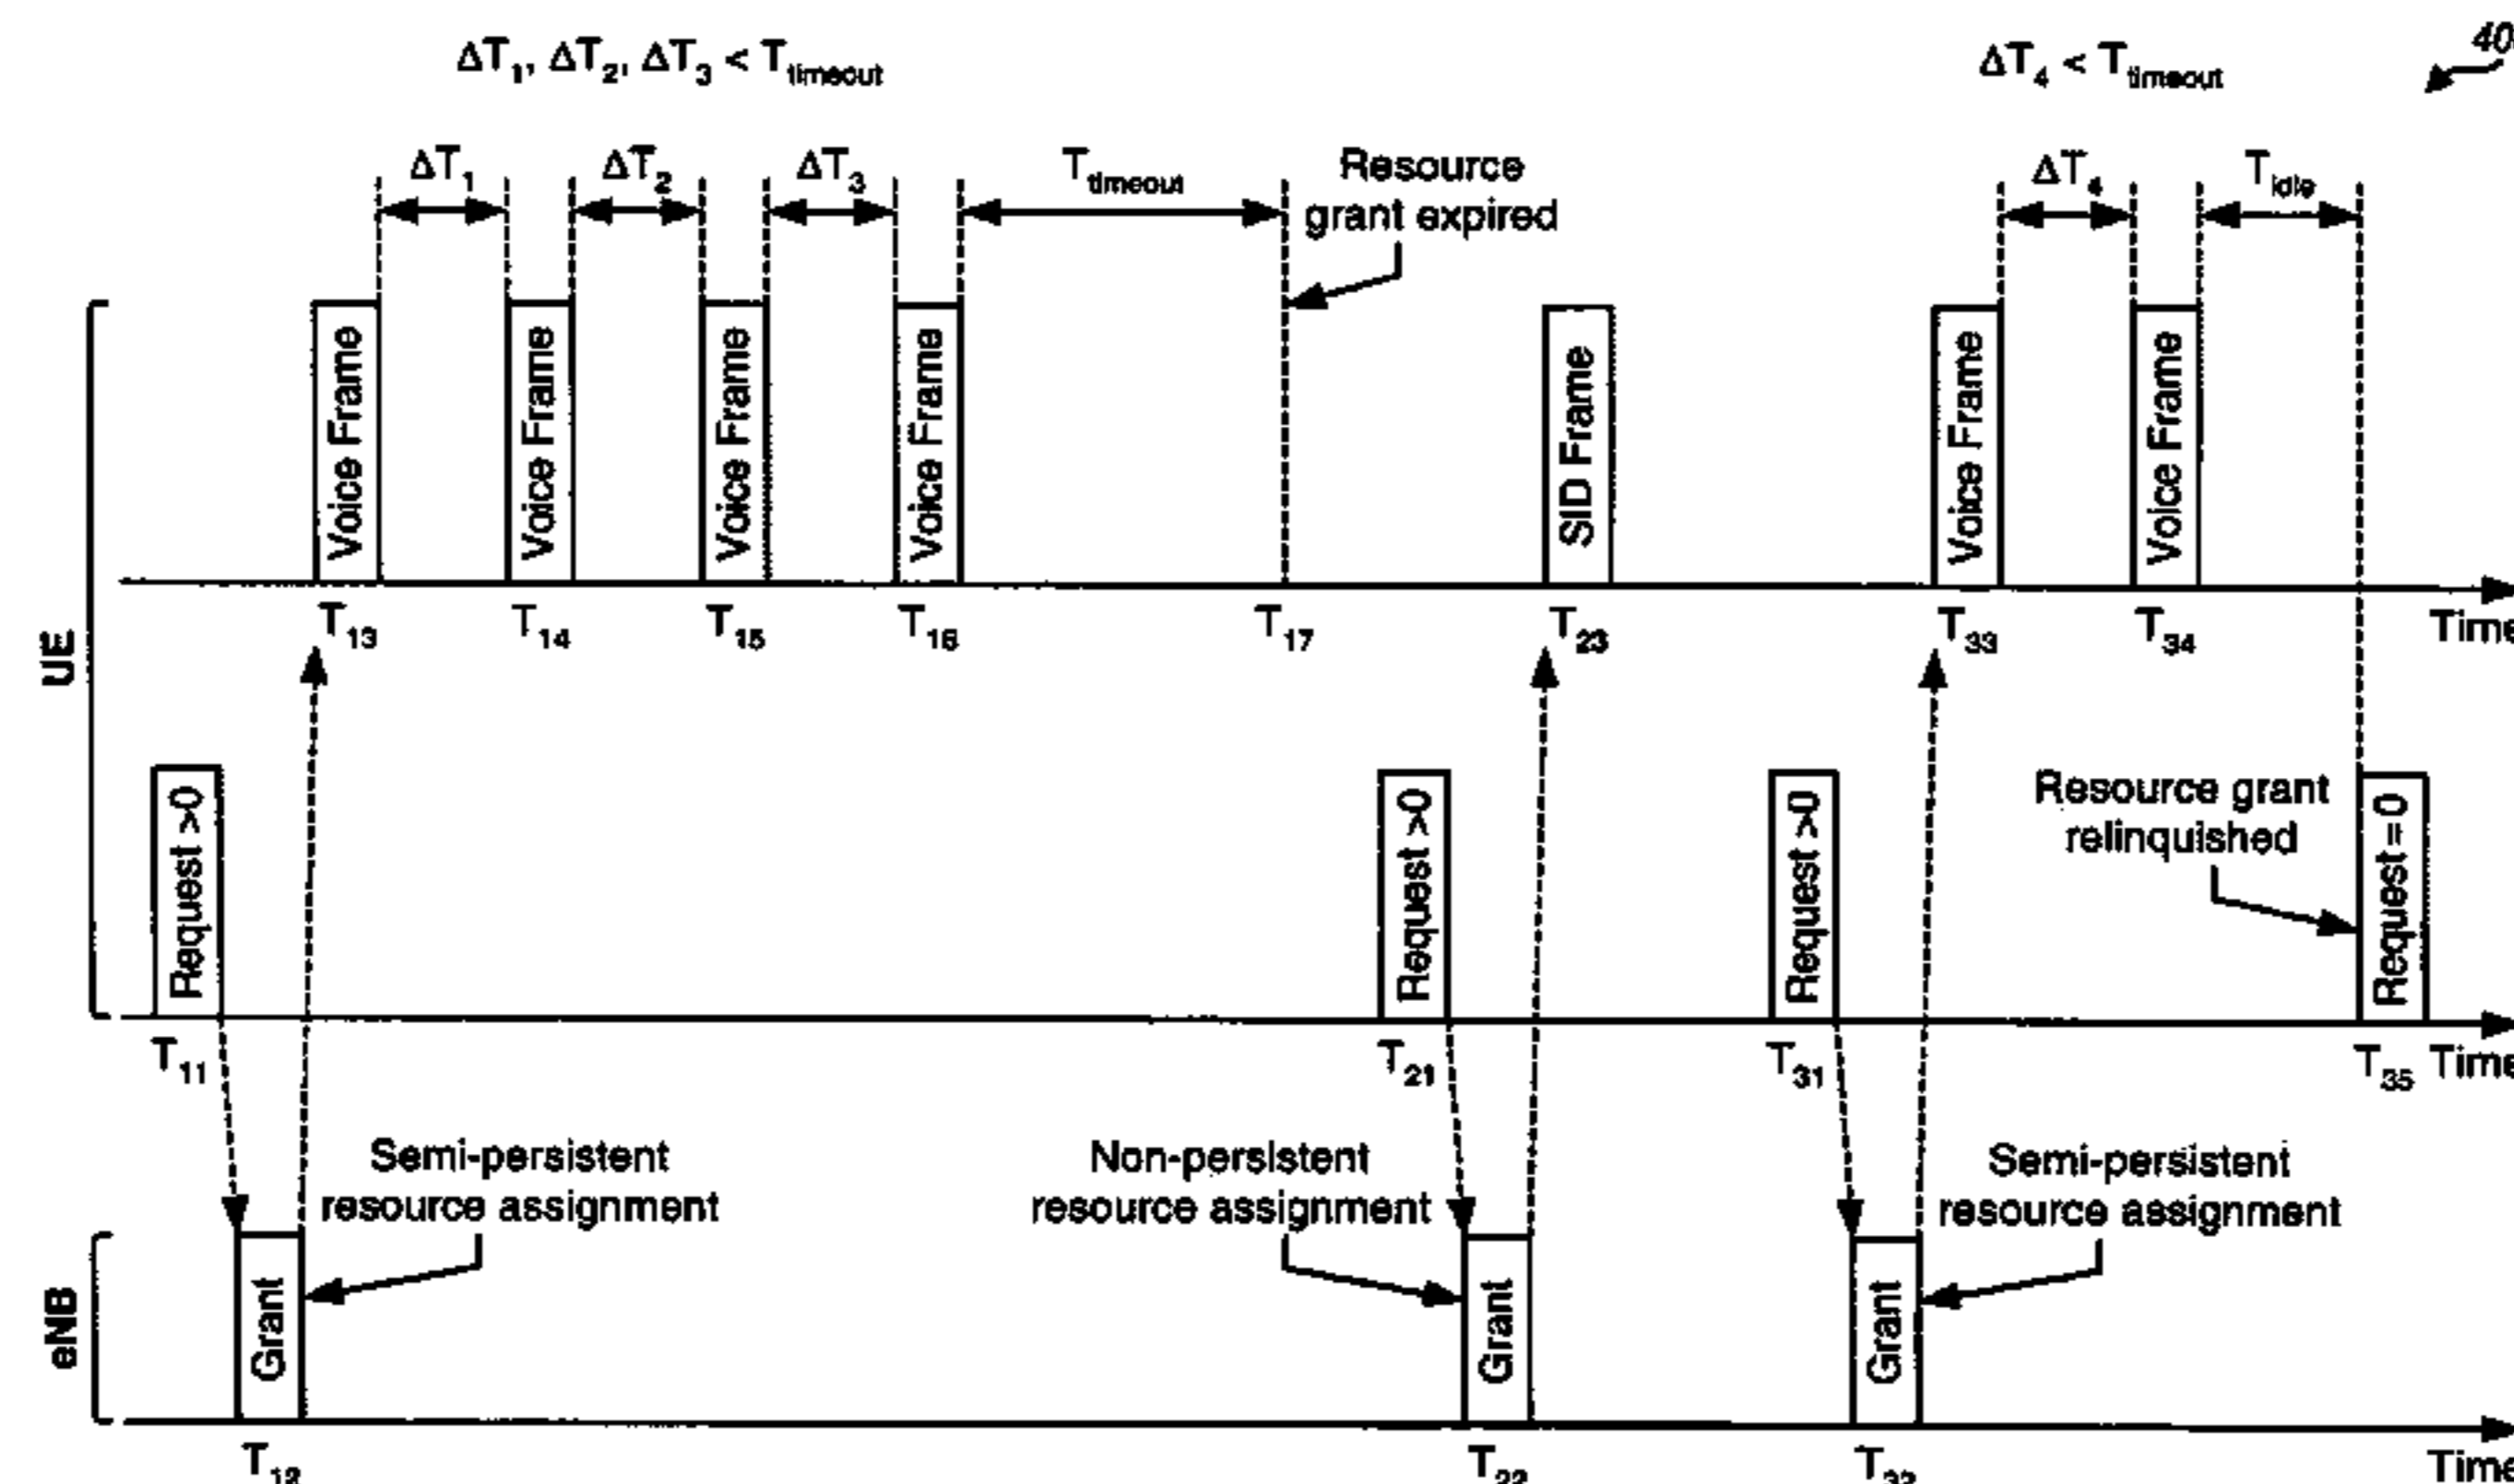 ΔT1, ΔT2, ΔT3 < Ttimeout
ΔT4 < Ttimeout
40
ΔT1
ΔT2
ΔT3
Ttimeout
Resource
grant expired
ΔT4
Tidle
Voice Frame
Voice Frame
Voice Frame
Voice Frame
SID Frame
Voice Frame
Voice Frame
UE
T13
T14
T15
T16
T17
T23
T33
T34
Time
Request >0
Request >0
Request >0
Resource grant
relinquished
Request =0
T11
T21
T31
T35
Time
Semi-persistent
resource assignment
Non-persistent
resource assignment
Semi-persistent
resource assignment
eNB
Grant
Grant
Grant
T12
T22
T32
Time